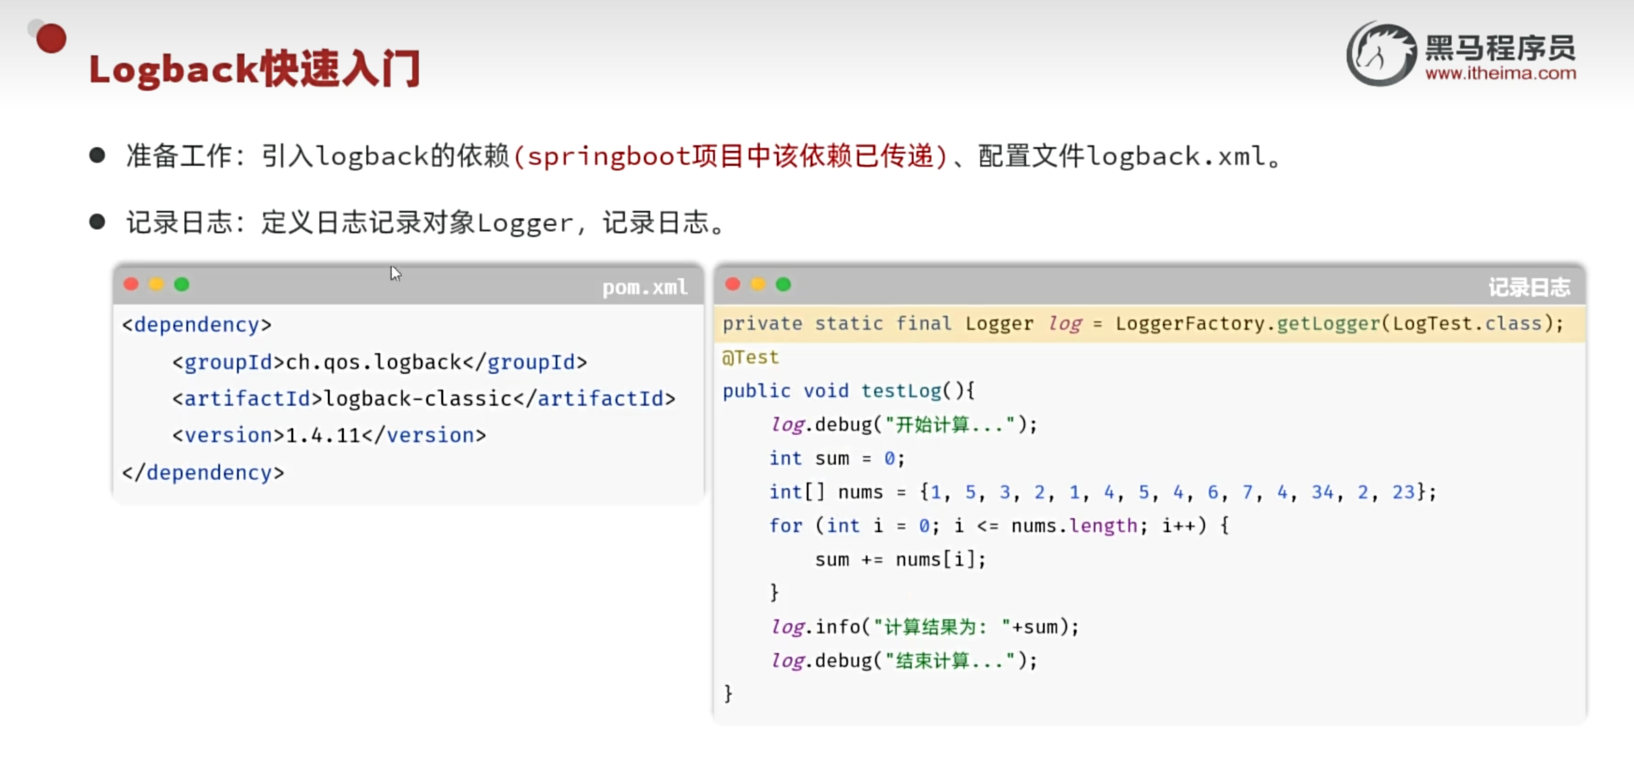 Logback快速入门
黑马程序员
www.itheima.com
准备工作：引入logback的依赖(springboot项目中该依赖已传递)、配置文件logback.xml。
记录日志：定义日志记录对象Logger，记录日志。
pom.xml
<dependency>
    <groupId>ch.qos.logback</groupId>
    <artifactId>logback-classic</artifactId>
    <version>1.4.11</version>
</dependency>
记录日志
private static final Logger log = LoggerFactory.getLogger(LogTest.class);
@Test
public void testLog(){
    log.debug("开始计算...");
    int sum = 0;
    int[] nums = {1, 5, 3, 2, 1, 4, 5, 4, 6, 7, 4, 34, 2, 23};
    for (int i = 0; i <= nums.length; i++) {
        sum += nums[i];
    }
    log.info("计算结果为: "+sum);
    log.debug("结束计算...");
}